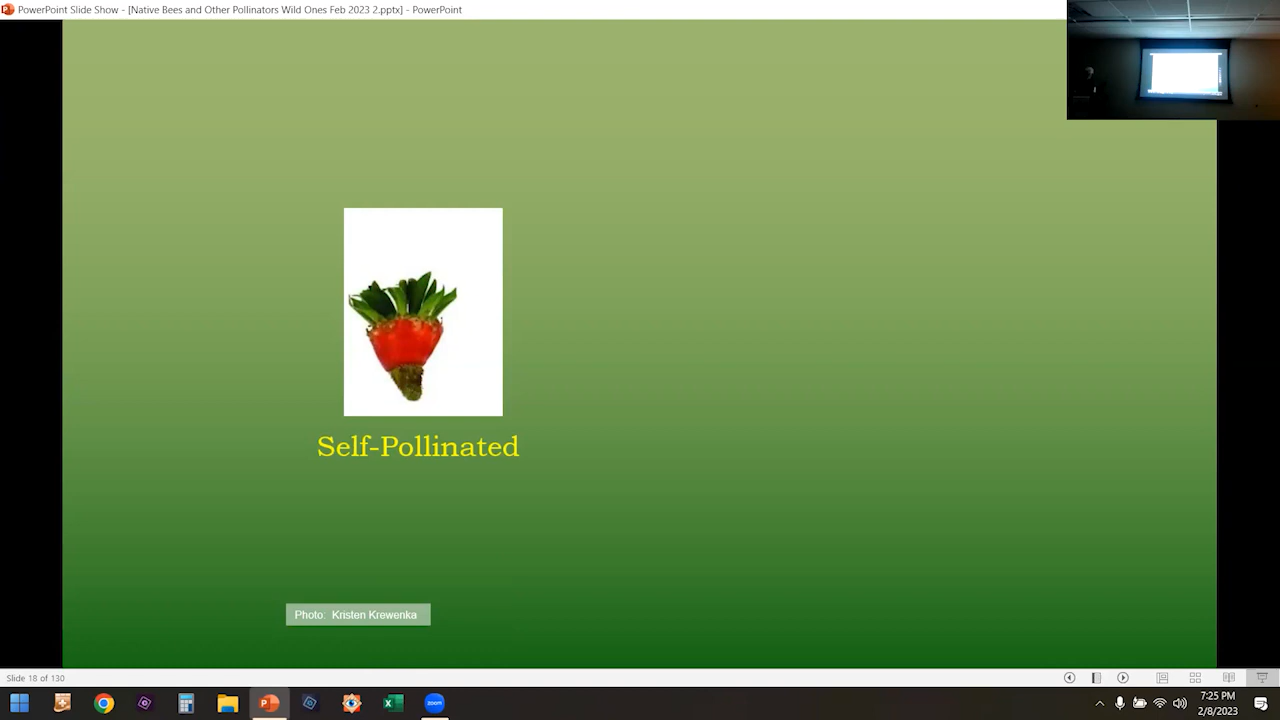 PowerPoint Slide Show - [Native Bees and Other Pollinators Wild Ones Feb 2023 2.pptx] - PowerPoint
Self-Pollinated
Photo: Kristen Krewenka
Slide 18 of 130
zoom
7:25 PM
2/8/2023